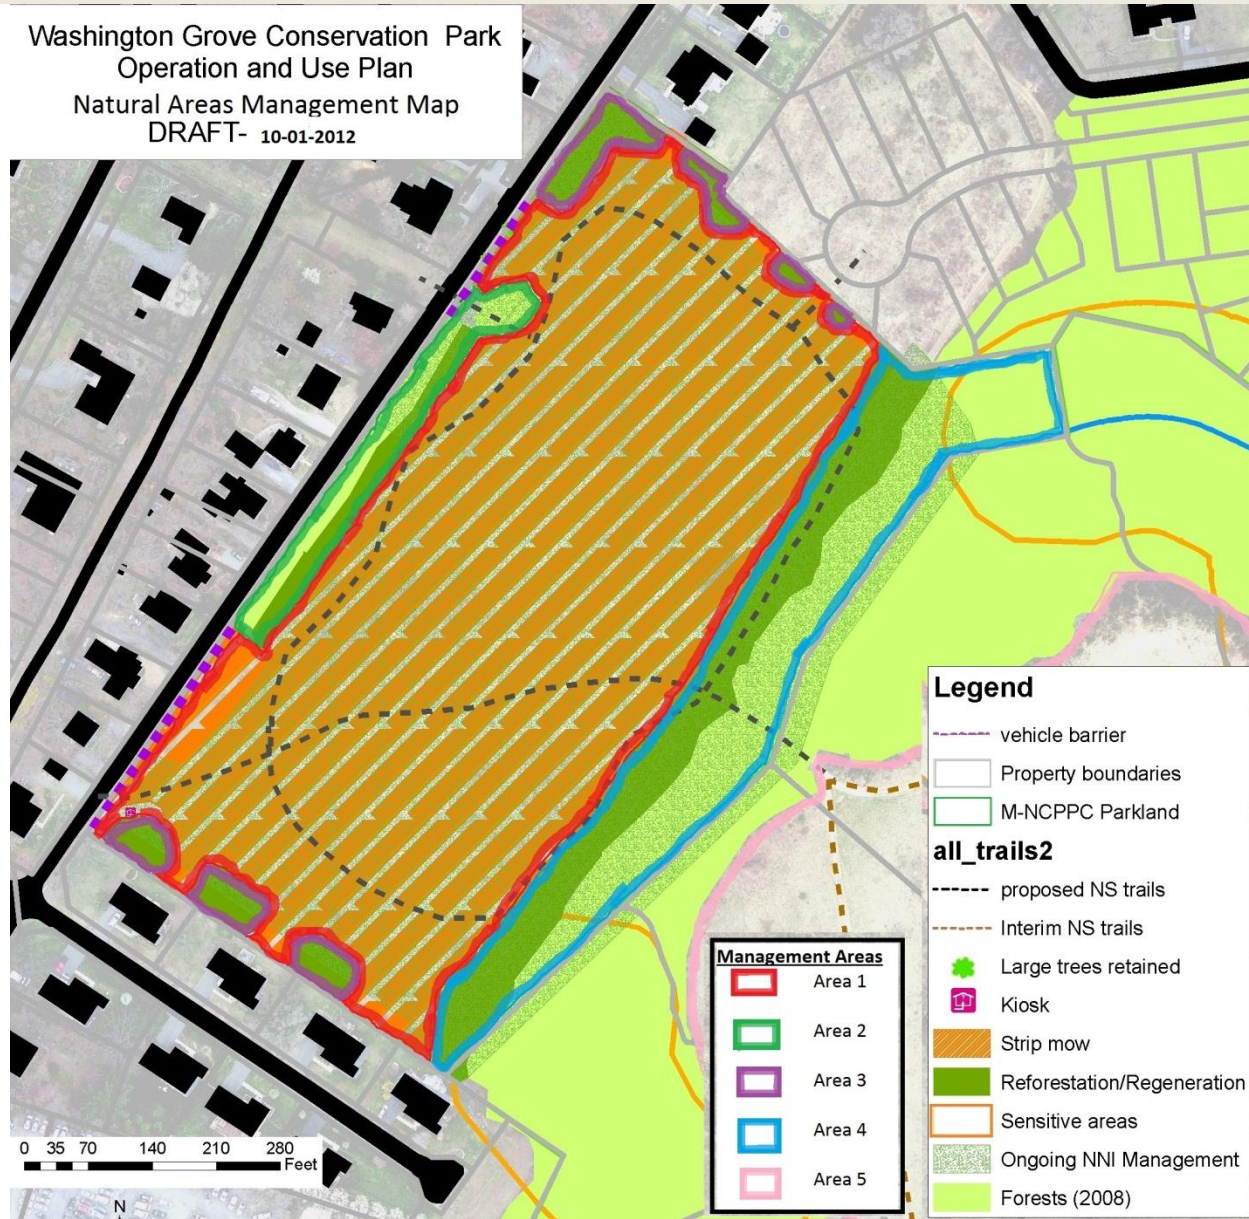 Washington Grove Conservation Park
Operation and Use Plan
Natural Areas Management Map
DRAFT- 10-01-2012
Legend
vehicle barrier
Property boundaries
M-NCPPC Parkland
all_trails2
proposed NS trails
Interim NS trails
Large trees retained
Kiosk
Strip mow
Reforestation/Regeneration
Sensitive areas
Ongoing NNI Management
Forests (2008)
Management Areas
Area 1
Area 2
Area 3
Area 4
Area 5
0 35 70 140 210 280
Feet
N